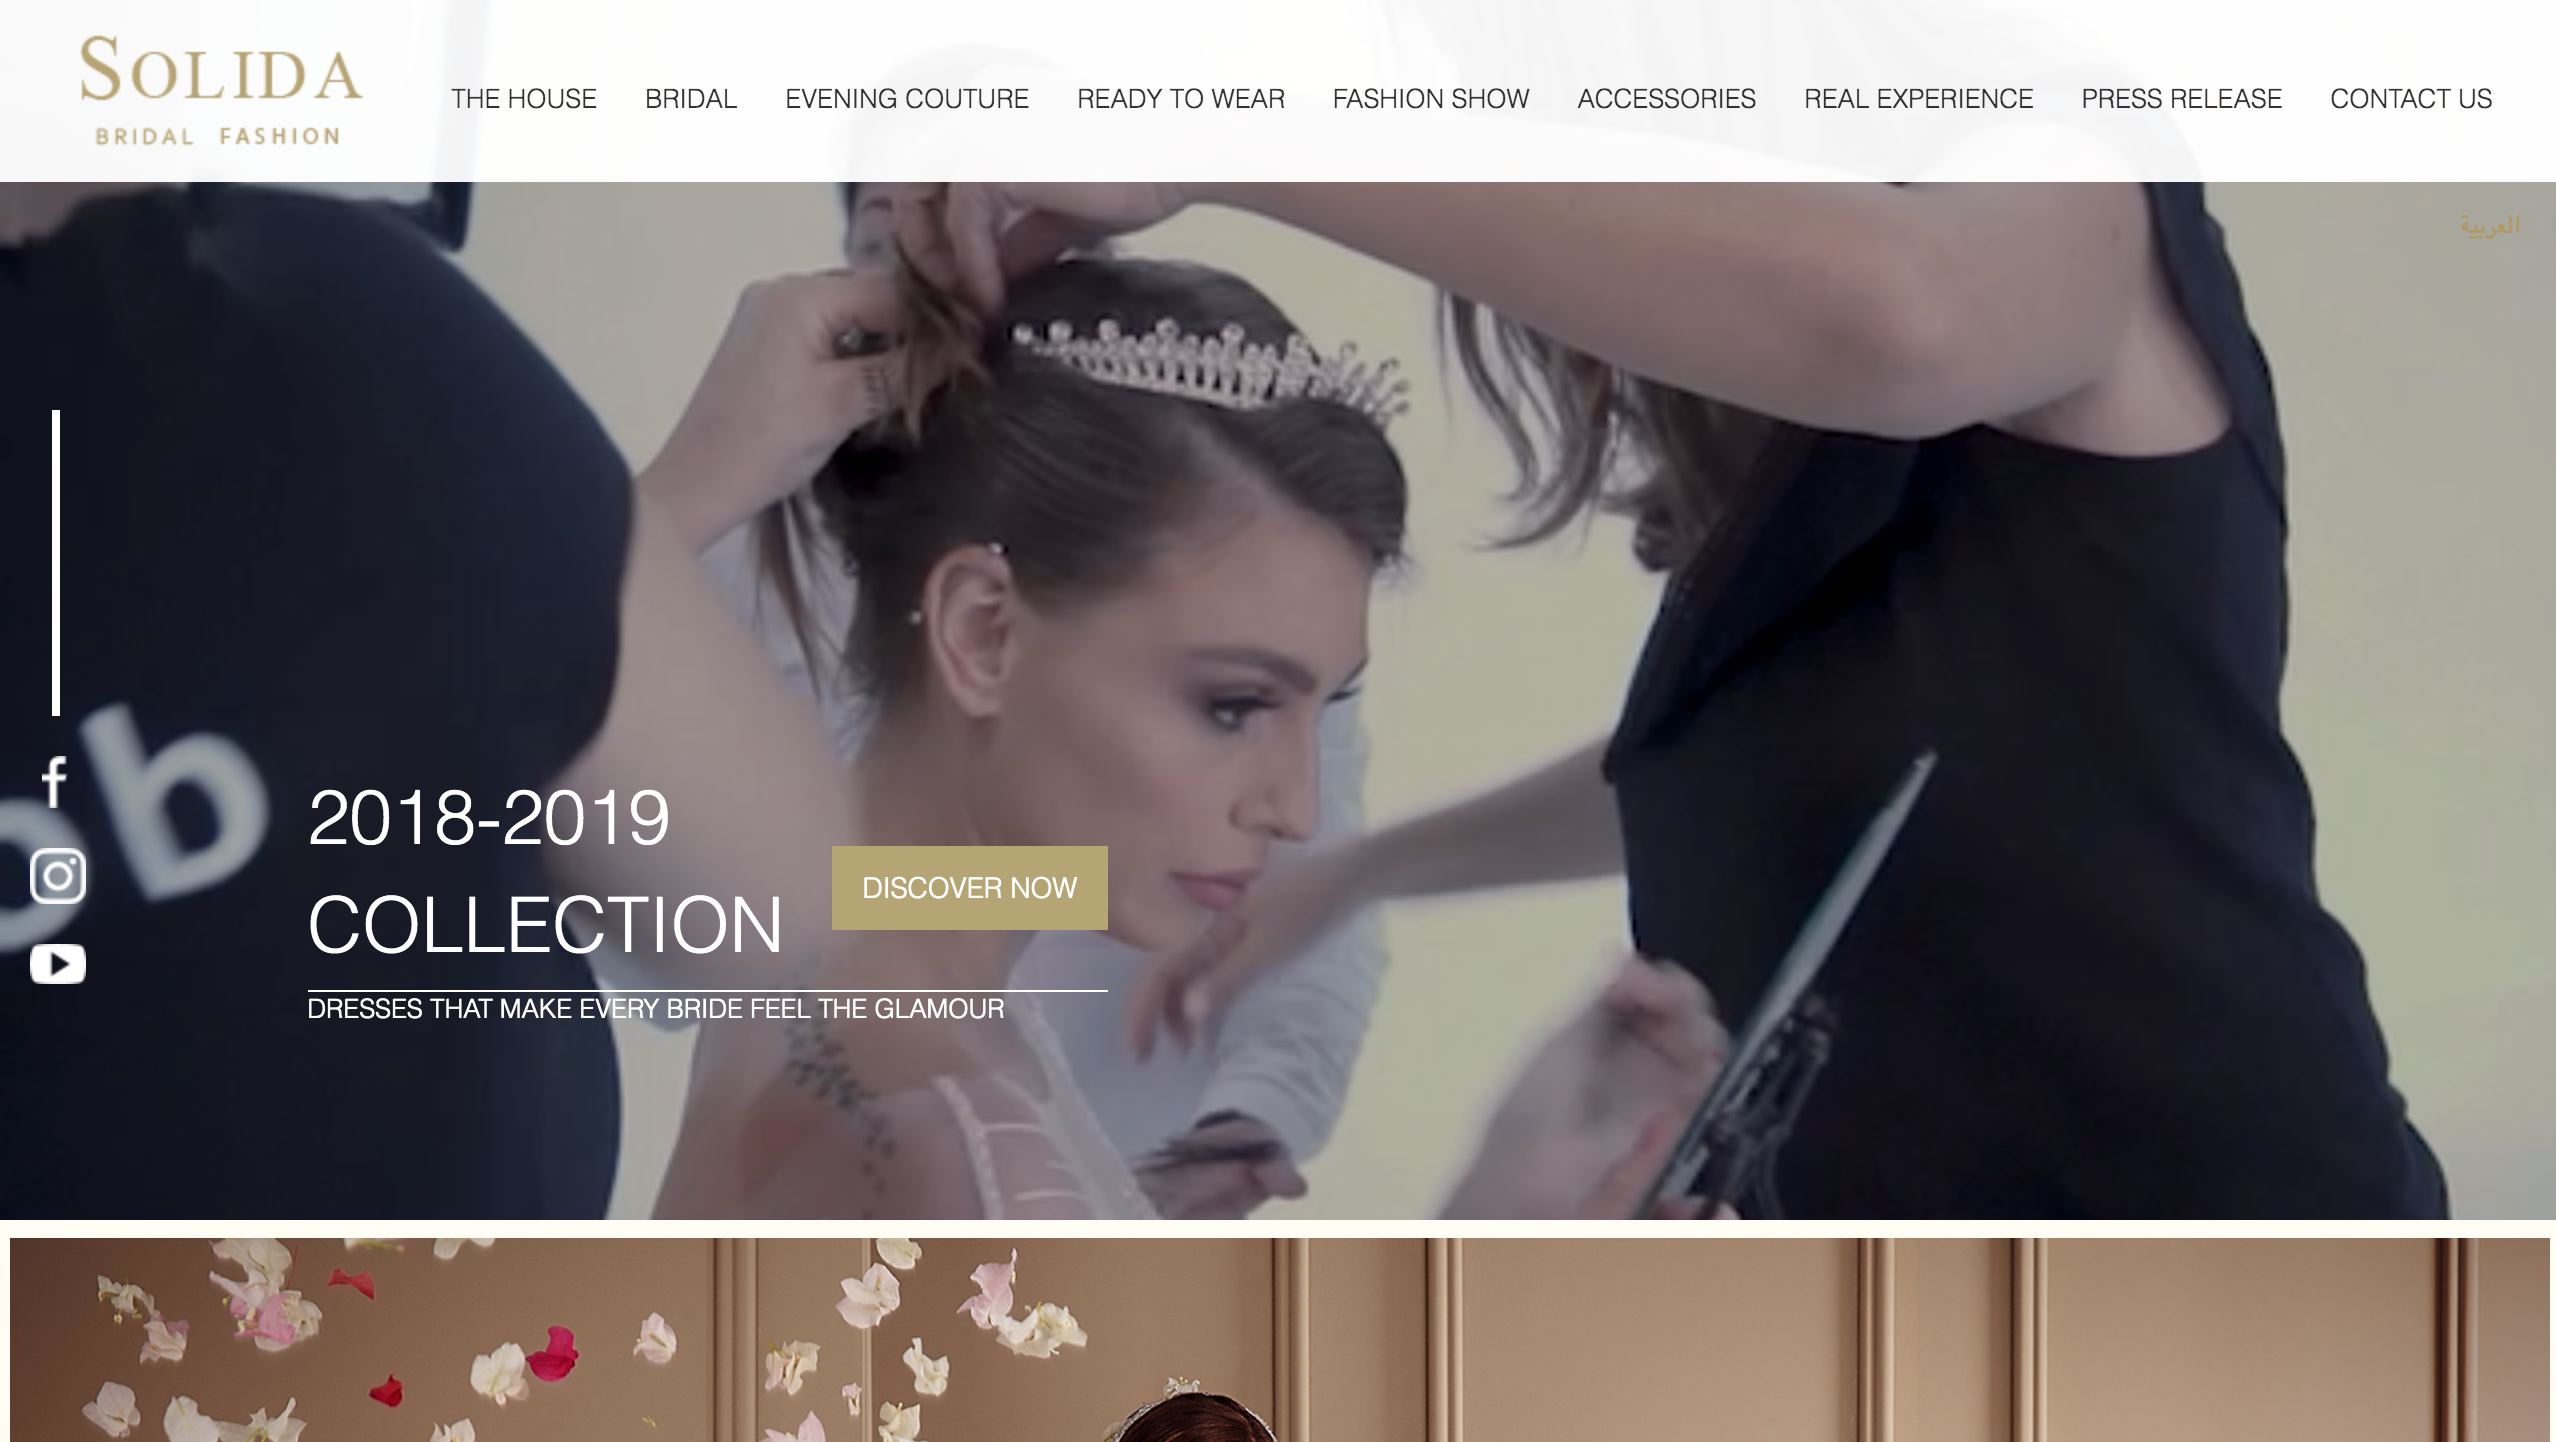 SOLIDA
BRIDAL FASHION
THE HOUSE BRIDAL EVENING COUTURE READY TO WEAR FASHION SHOW ACCESSORIES REAL EXPERIENCE PRESS RELEASE CONTACT US
العربية
ob
2018-2019
COLLECTION
DISCOVER NOW
DRESSES THAT MAKE EVERY BRIDE FEEL THE GLAMOUR